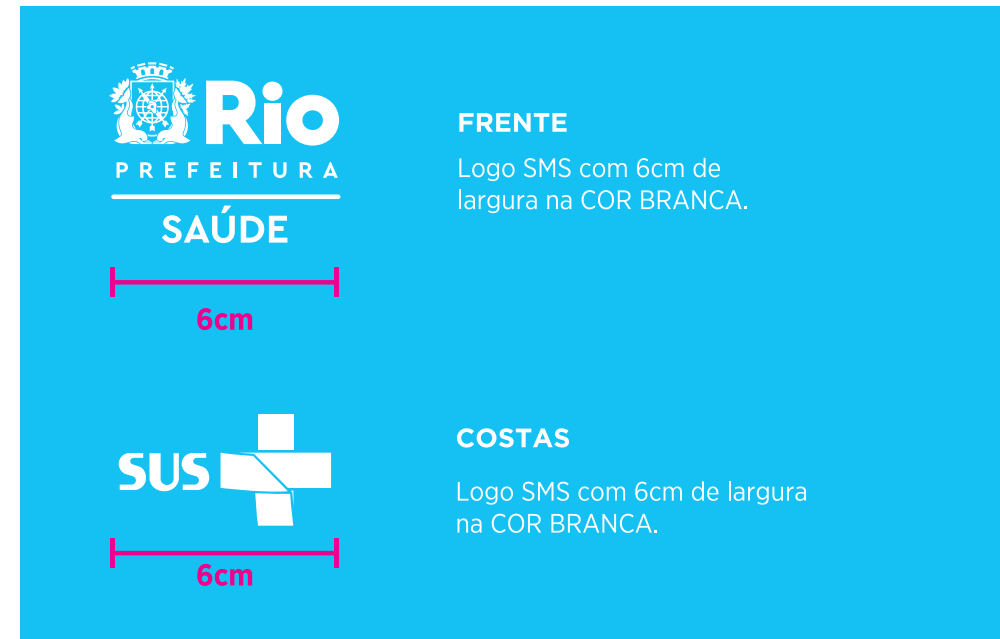 Rio
PREFEITURA
SAÚDE
6cm
FRENTE
Logo SMS com 6cm de
largura na COR BRANCA.
SUS
6cm
COSTAS
Logo SMS com 6cm de largura
na COR BRANCA.